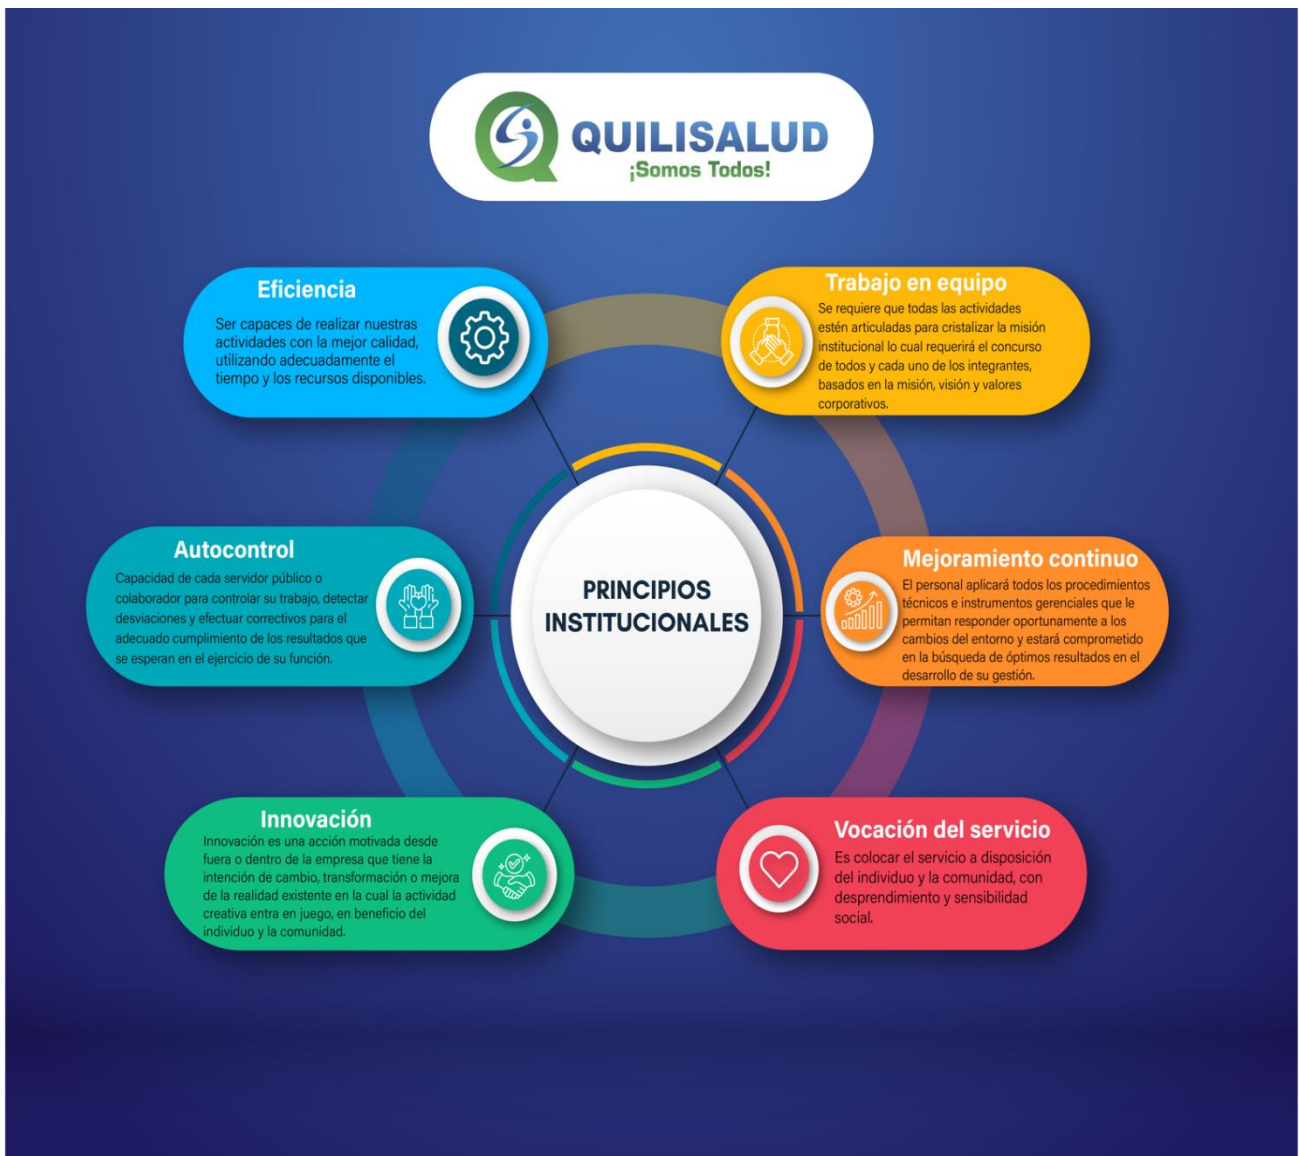 QUILISALUD
¡Somos Todos!
Eficiencia
Ser capaces de realizar nuestras
actividades con la mejor calidad,
utilizando adecuadamente el
tiempo y los recursos disponibles.
Trabajo en equipo
Se requiere que todas las actividades
estén articuladas para cristalizar la misión
institucional lo cual requerirá el concurso
de todos y cada uno de los integrantes,
basados en la misión, visión y valores
corporativos.
Autocontrol
Capacidad de cada servidor público o
colaborador para controlar su trabajo, detectar
desviaciones y efectuar correctivos para el
adecuado cumplimiento de los resultados que
se esperan en el ejercicio de su función.
PRINCIPIOS
INSTITUCIONALES
Mejoramiento continuo
El personal aplicará todos los procedimientos
técnicos e instrumentos gerenciales que le
permitan responder oportunamente a los
cambios del entorno y estará comprometido
en la búsqueda de óptimos resultados en el
desarrollo de su gestión.
Innovación
Innovación es una acción motivada desde
fuera o dentro de la empresa que tiene la
intención de cambio, transformación o mejora
de la realidad existente en la cual la actividad
creativa entra en juego, en beneficio del
individuo y la comunidad.
Vocación del servicio
Es colocar el servicio a disposición
del individuo y la comunidad, con
desprendimiento y sensibilidad
social.